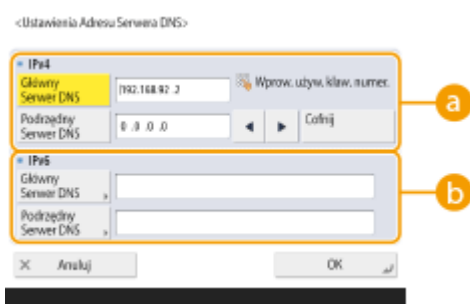 <Ustawienia Adresu Serwera DNS>
IPv4
Główny
Serwer DNS
192.168.92 .2
Wprow. używ. klaw. numer.
Podrzędny
Serwer DNS
0 .0 .0 .0
Cofnij
a
IPv6
Główny
Serwer DNS
Podrzędny
Serwer DNS
b
Anuluj
OK